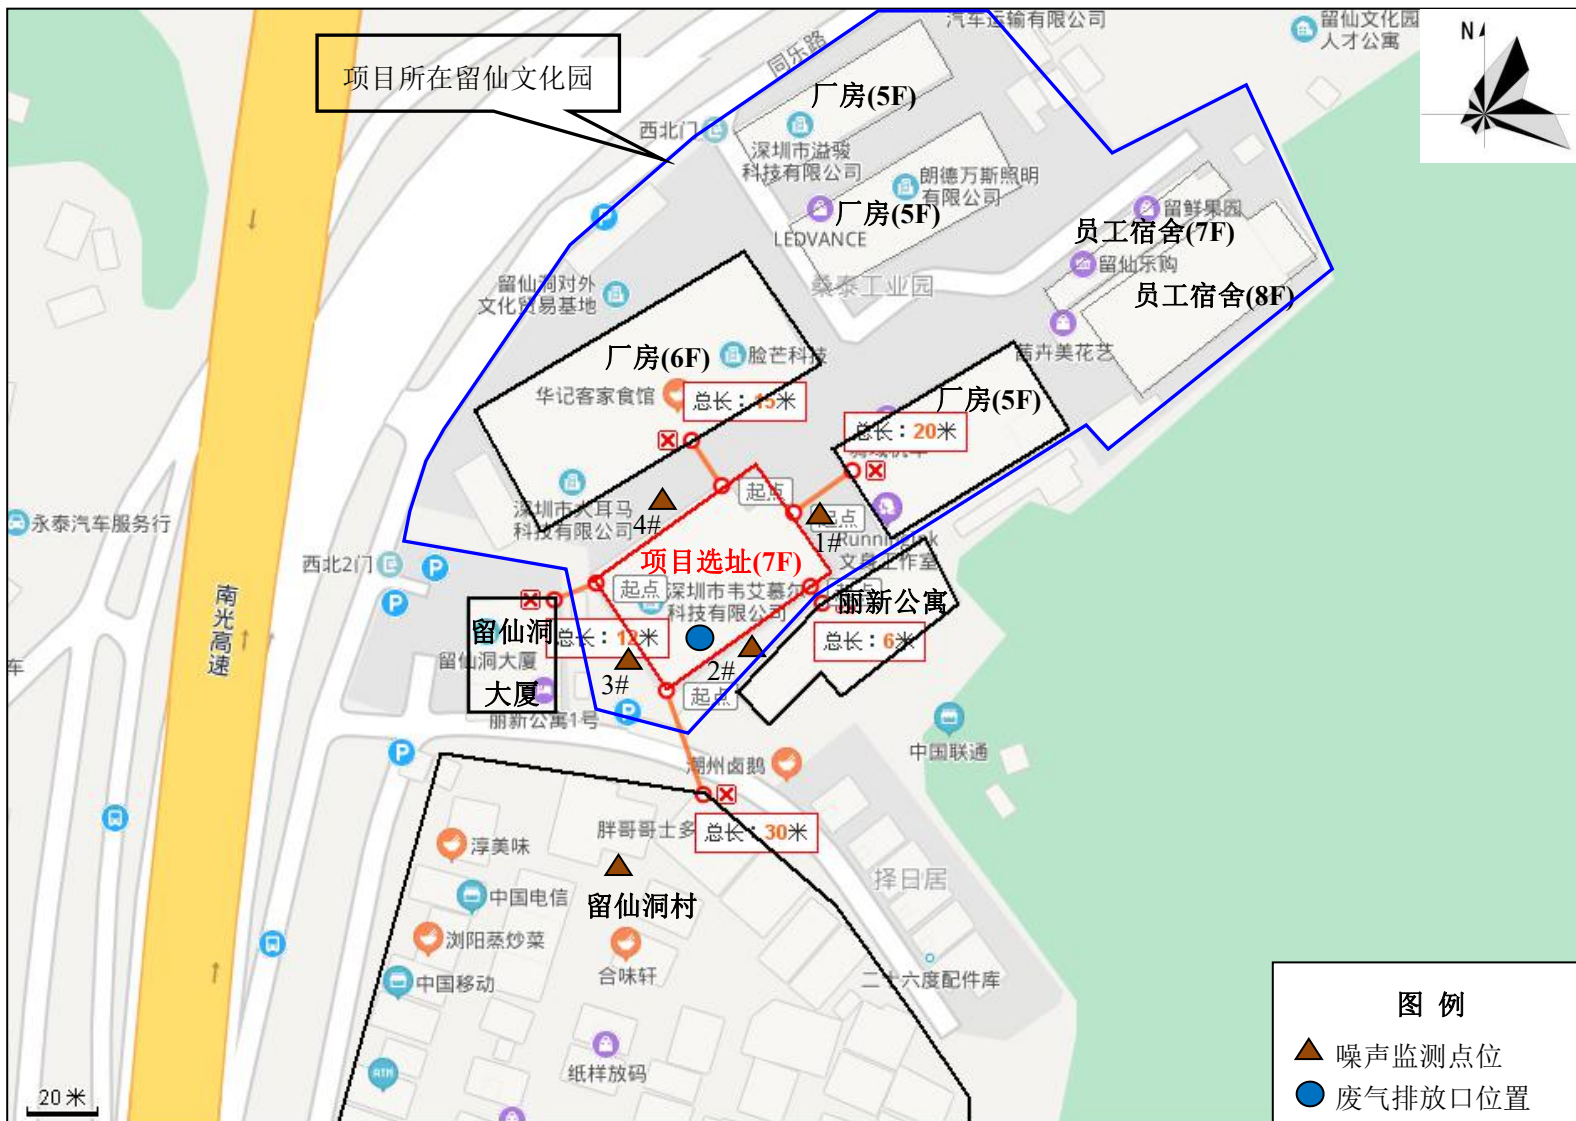 汽车运输有限公司
留仙文化园
人才公寓
N
同乐路
项目所在留仙文化园
厂房(5F)
西北门
深圳市溢骏
科技有限公司
朗德万斯照明
有限公司
厂房(5F)
LEDVANCE
留鲜果园
员工宿舍(7F)
留仙乐购
桑泰工业园
员工宿舍(8F)
留仙洞对外
文化贸易基地
茜卉美花艺
厂房(6F)
脸芒科技
华记客家食馆
总长：15米
厂房(5F)
总长：20米
起点
深圳市大耳马
科技有限公司
4#
起点
1#
永泰汽车服务行
Runningink
文身工作室
项目选址(7F)
西北2门
起点
深圳市韦艾慕尔
科技有限公司
丽新公寓
南光高速
留仙洞
总长：12米
总长：6米
2#
留仙洞大厦
3#
大厦
起点
丽新公寓1号
车
中国联通
潮州卤鹅
胖哥哥士多
总长：30米
淳美味
择日居
中国电信
留仙洞村
浏阳蒸炒菜
合味轩
中国移动
二十六度配件库
图 例
噪声监测点位
纸样放码
ATM
20米
废气排放口位置